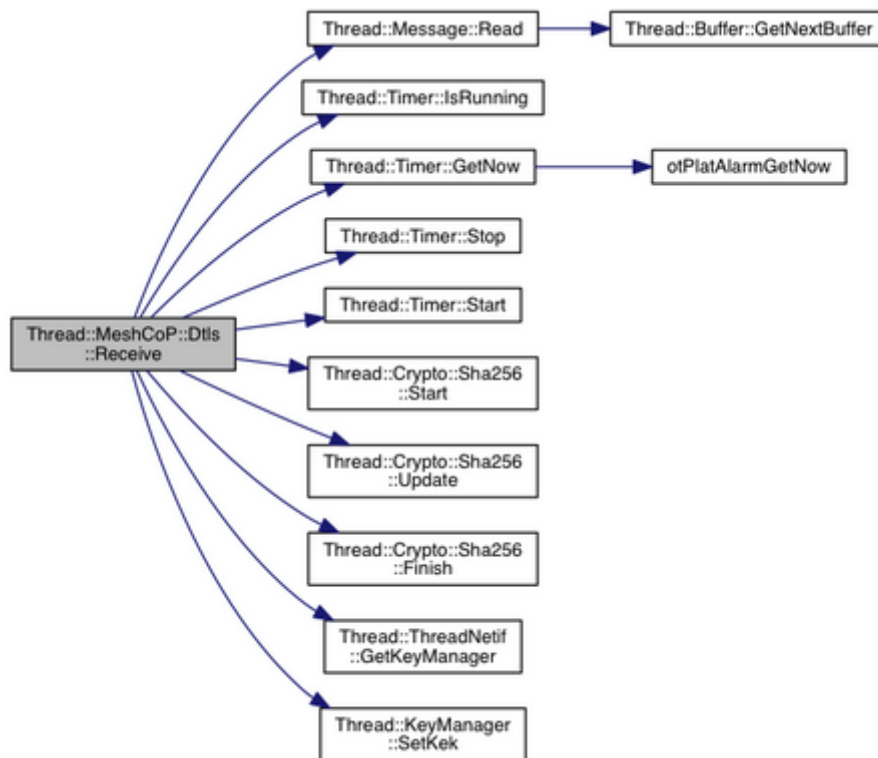 Thread::Message::Read
Thread::Buffer::GetNextBuffer
Thread::Timer::IsRunning
Thread::Timer::GetNow
otPlatAlarmGetNow
Thread::Timer::Stop
Thread::Timer::Start
Thread::MeshCoP::Dtls
::Receive
Thread::Crypto::Sha256
::Start
Thread::Crypto::Sha256
::Update
Thread::Crypto::Sha256
::Finish
Thread::ThreadNetif
::GetKeyManager
Thread::KeyManager
::SetKek